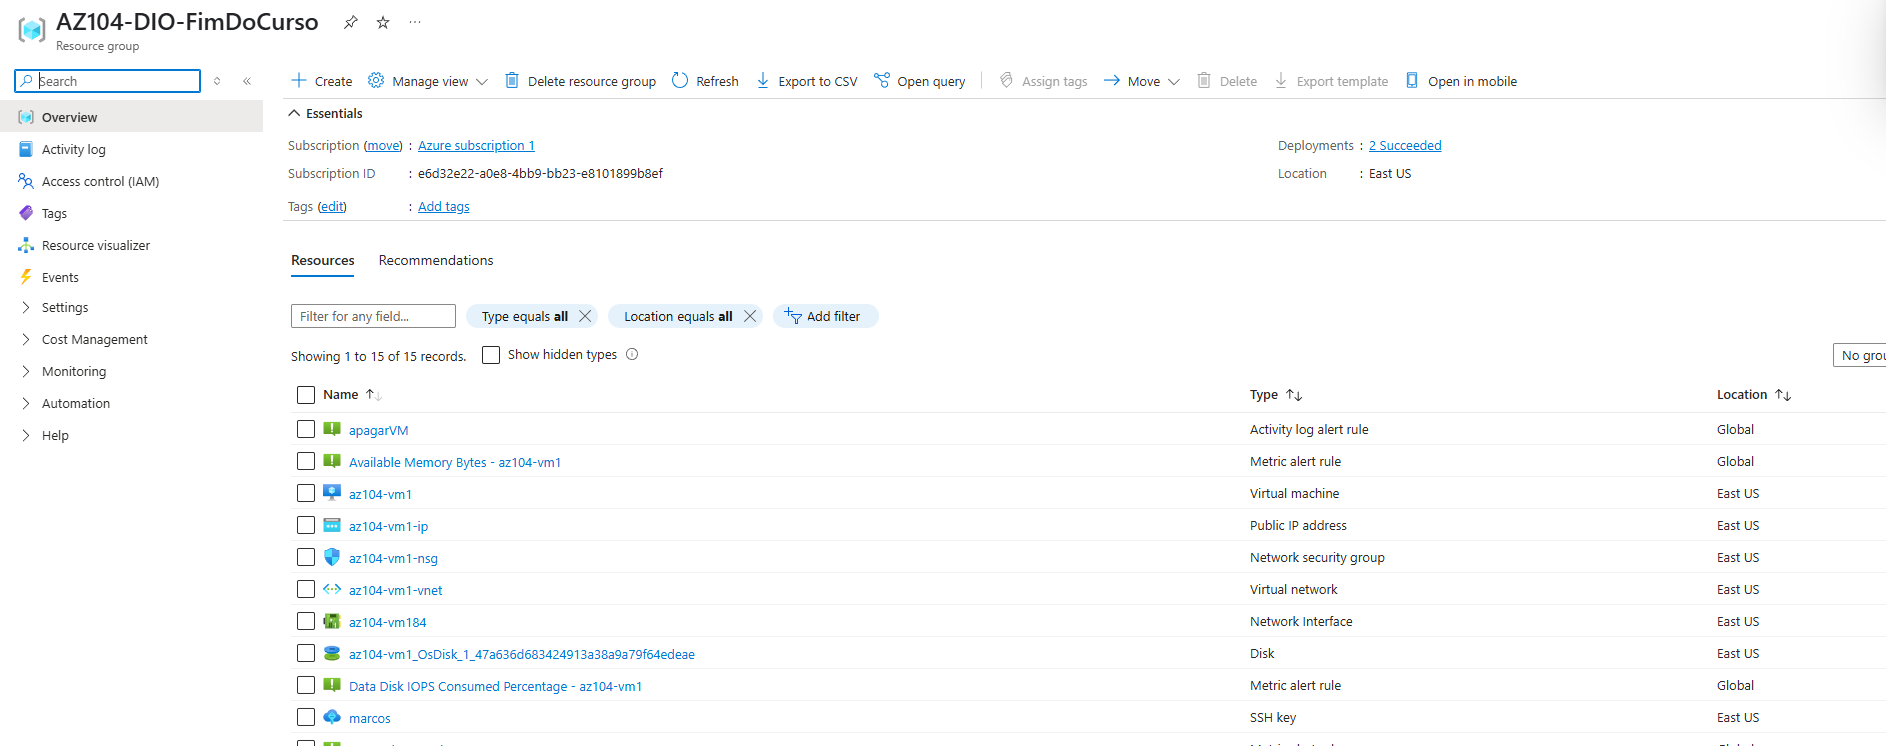 AZ104-DIO-FimDoCurso
Resource group
Search
Overview
Activity log
Access control (IAM)
Tags
Resource visualizer
Events
Settings
Cost Management
Monitoring
Automation
Help
Create Manage view Delete resource group Refresh Export to CSV Open query Assign tags Move Delete Export template Open in mobile
Essentials
Subscription (move) : Azure subscription 1
Subscription ID : e6d32e22-a0e8-4bb9-bb23-e8101899b8ef
Tags (edit) : Add tags
Deployments : 2 Succeeded
Location : East US
Resources Recommendations
Filter for any field... Type equals all Location equals all Add filter
Showing 1 to 15 of 15 records. Show hidden types
No grou
Name Type Location
apagarVM Activity log alert rule Global
Available Memory Bytes - az104-vm1 Metric alert rule Global
az104-vm1 Virtual machine East US
az104-vm1-ip Public IP address East US
az104-vm1-nsg Network security group East US
az104-vm1-vnet Virtual network East US
az104-vm184 Network Interface East US
az104-vm1_OsDisk_1_47a636d683424913a38a9a79f64edeae Disk East US
Data Disk IOPS Consumed Percentage - az104-vm1 Metric alert rule Global
marcos SSH key East US